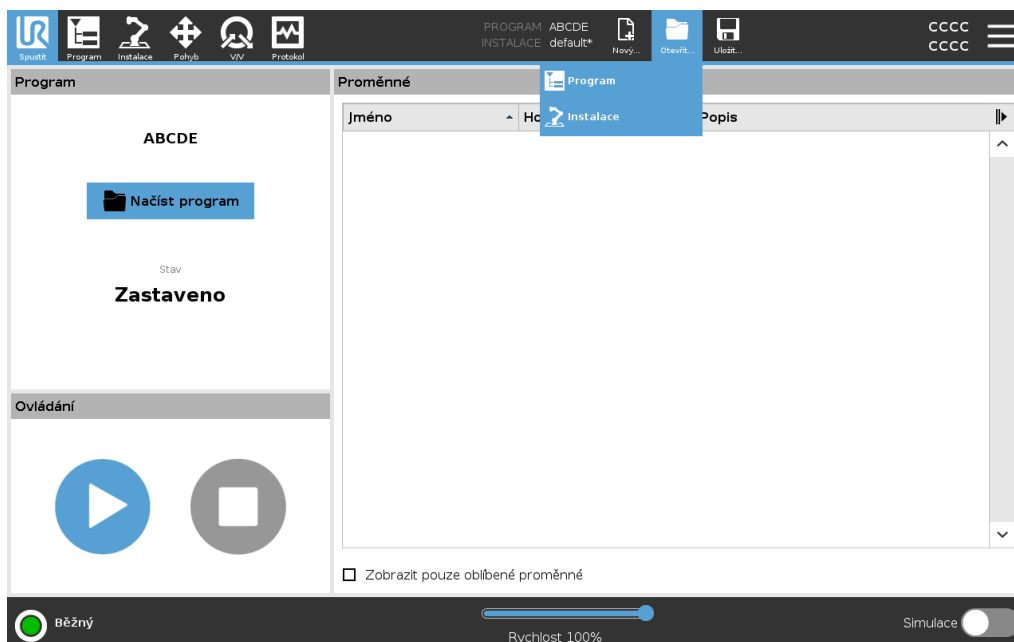 PROGRAM ABCDE
INSTALACE default*
CCCC
CCCC
Spustit Program Instalace Pohyb V/V Protokol Nový... Otevřít... Uložit...
Program
Proměnné
Program
Instalace
Jméno Ho Popis
ABCDE
Načíst program
Stav
Zastaveno
Ovládání
Zobrazit pouze oblíbené proměnné
Běžný
Rychlost 100%
Simulace